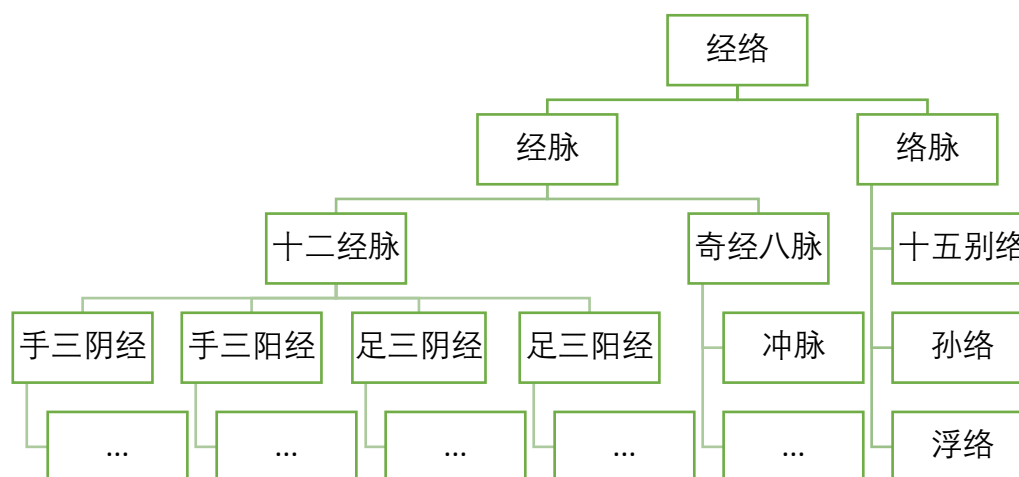 经络
经脉
络脉
十二经脉
奇经八脉
十五别络
手三阴经
手三阳经
足三阴经
足三阳经
冲脉
孙络
...
...
...
...
...
浮络